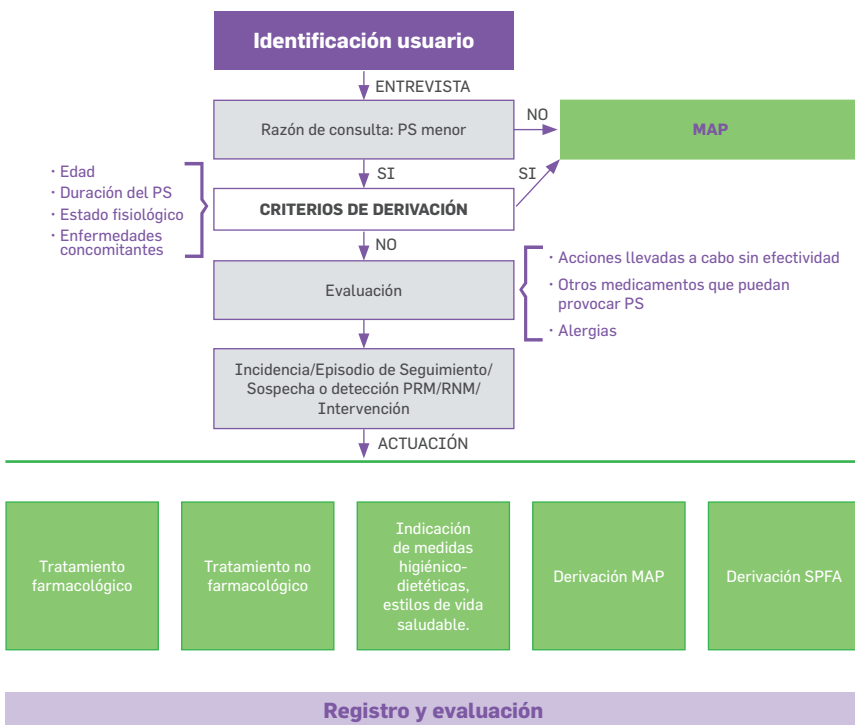 Identificación usuario
ENTREVISTA
Razón de consulta: PS menor
NO
MAP
SI
SI
· Edad
· Duración del PS
· Estado fisiológico
· Enfermedades
concomitantes
CRITERIOS DE DERIVACIÓN
NO
Evaluación
· Acciones llevadas a cabo sin efectividad
· Otros medicamentos que puedan
provocar PS
· Alergias
Incidencia/Episodio de Seguimiento/
Sospecha o detección PRM/RNM/
Intervención
ACTUACIÓN
Tratamiento
farmacológico
Tratamiento no
farmacológico
Indicación
de medidas
higiénico-
dietéticas,
estilos de vida
saludable.
Derivación MAP
Derivación SPFA
Registro y evaluación